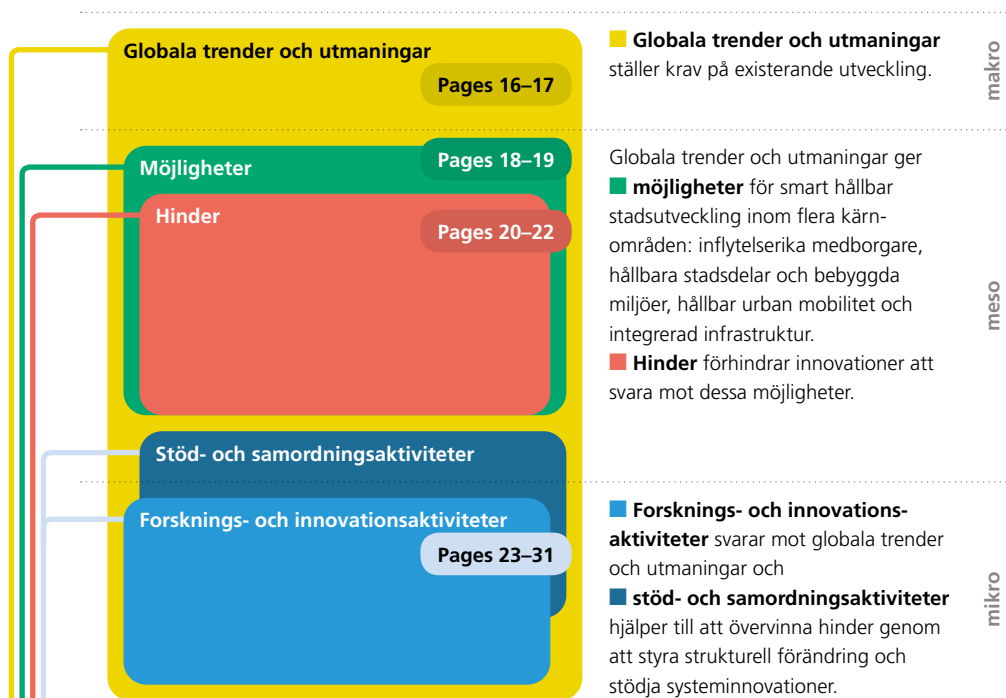 Globala trender och utmaningar
Pages 16–17
Möjligheter
Pages 18–19
Hinder
Pages 20–22
Stöd- och samordningsaktiviteter
Forsknings- och innovationsaktiviteter
Pages 23–31
Globala trender och utmaningar
ställer krav på existerande utveckling.
makro
Globala trender och utmaningar ger
möjligheter för smart hållbar
stadsutveckling inom flera kärn-
områden: inflytelserika medborgare,
hållbara stadsdelar och bebyggda
miljöer, hållbar urban mobilitet och
integrerad infrastruktur.
Hinder förhindrar innovationer att
svara mot dessa möjligheter.
meso
Forsknings- och innovations-
aktiviteter svarar mot globala trender
och utmaningar och
stöd- och samordningsaktiviteter
hjälper till att övervinna hinder genom
att styra strukturell förändring och
stödja systeminnovationer.
mikro